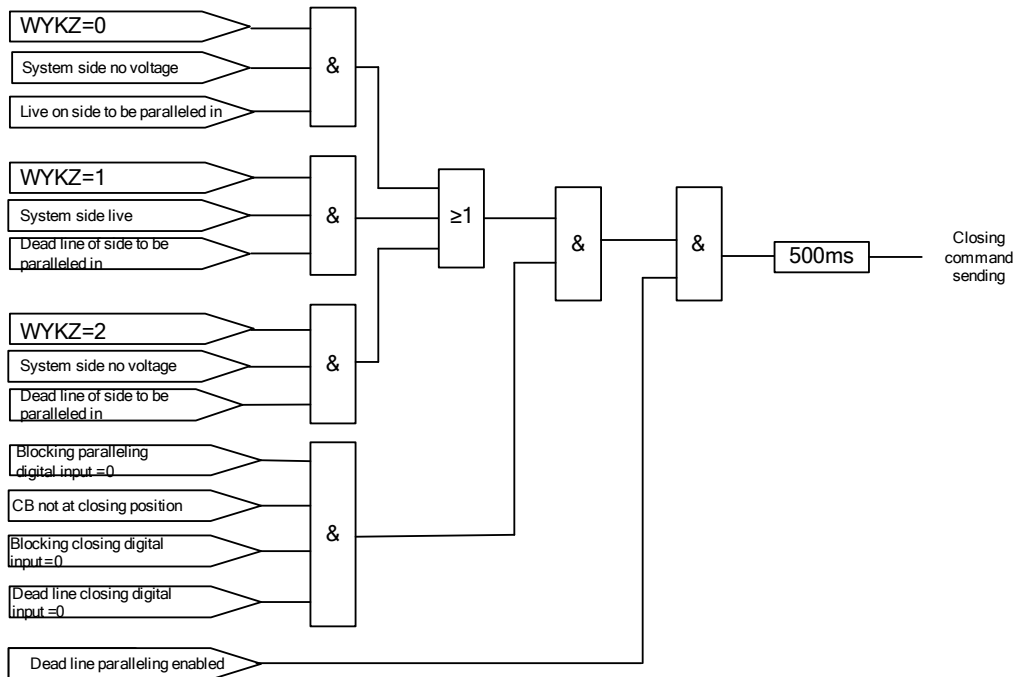 WYKZ=0
System side no voltage
Live on side to be paralleled in
&
WYKZ=1
System side live
Dead line of side to be
paralleled in
&
≥1
&
&
500ms
Closing
command
sending
WYKZ=2
System side no voltage
Dead line of side to be
paralleled in
&
Blocking paralleling
digital input =0
CB not at closing position
Blocking closing digital
input=0
Dead line closing digital
input =0
&
Dead line paralleling enabled